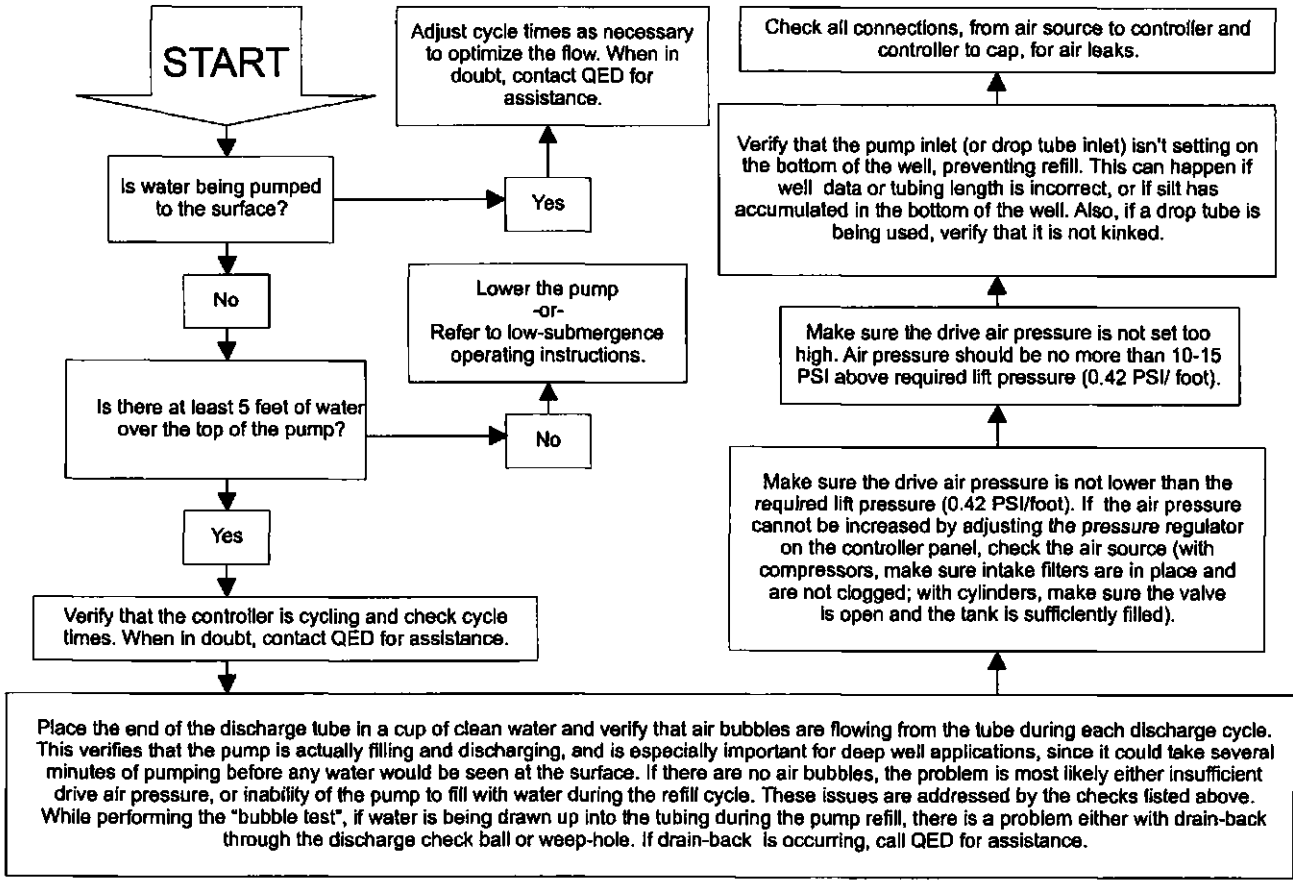 START
Is water being pumped
to the surface?
Yes
Adjust cycle times as necessary
to optimize the flow. When in
doubt, contact QED for
assistance.
No
Is there at least 5 feet of water
over the top of the pump?
No
Lower the pump
-or-
Refer to low-submergence
operating instructions.
Yes
Verify that the controller is cycling and check cycle
times. When in doubt, contact QED for assistance.
Place the end of the discharge tube in a cup of clean water and verify that air bubbles are flowing from the tube during each discharge cycle.
This verifies that the pump is actually filling and discharging, and is especially important for deep well applications, since it could take several
minutes of pumping before any water would be seen at the surface. If there are no air bubbles, the problem is most likely either insufficient
drive air pressure, or inability of the pump to fill with water during the refill cycle. These issues are addressed by the checks listed above.
While performing the "bubble test", if water is being drawn up into the tubing during the pump refill, there is a problem either with drain-back
through the discharge check ball or weep-hole. If drain-back is occurring, call QED for assistance.
Make sure the drive air pressure is not lower than the
required lift pressure (0.42 PSI/foot). If the air pressure
cannot be increased by adjusting the pressure regulator
on the controller panel, check the air source (with
compressors, make sure intake filters are in place and
are not clogged; with cylinders, make sure the valve
is open and the tank is sufficiently filled).
Make sure the drive air pressure is not set too
high. Air pressure should be no more than 10-15
PSI above required lift pressure (0.42 PSI/ foot).
Verify that the pump inlet (or drop tube inlet) isn't setting on
the bottom of the well, preventing refill. This can happen if
well data or tubing length is incorrect, or if silt has
accumulated in the bottom of the well. Also, if a drop tube is
being used, verify that it is not kinked.
Check all connections, from air source to controller and
controller to cap, for air leaks.